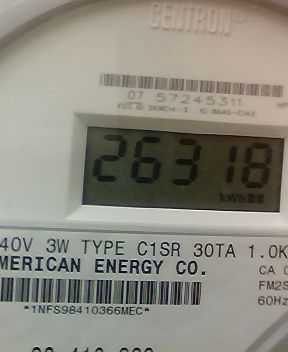 CENTRON®
07 57245311
26318
kWh
40V 3W TYPE C1SR 30TA 1.0K
MERICAN ENERGY CO.
CA
FM2S
60Hz
*1NFS98410366MEC*